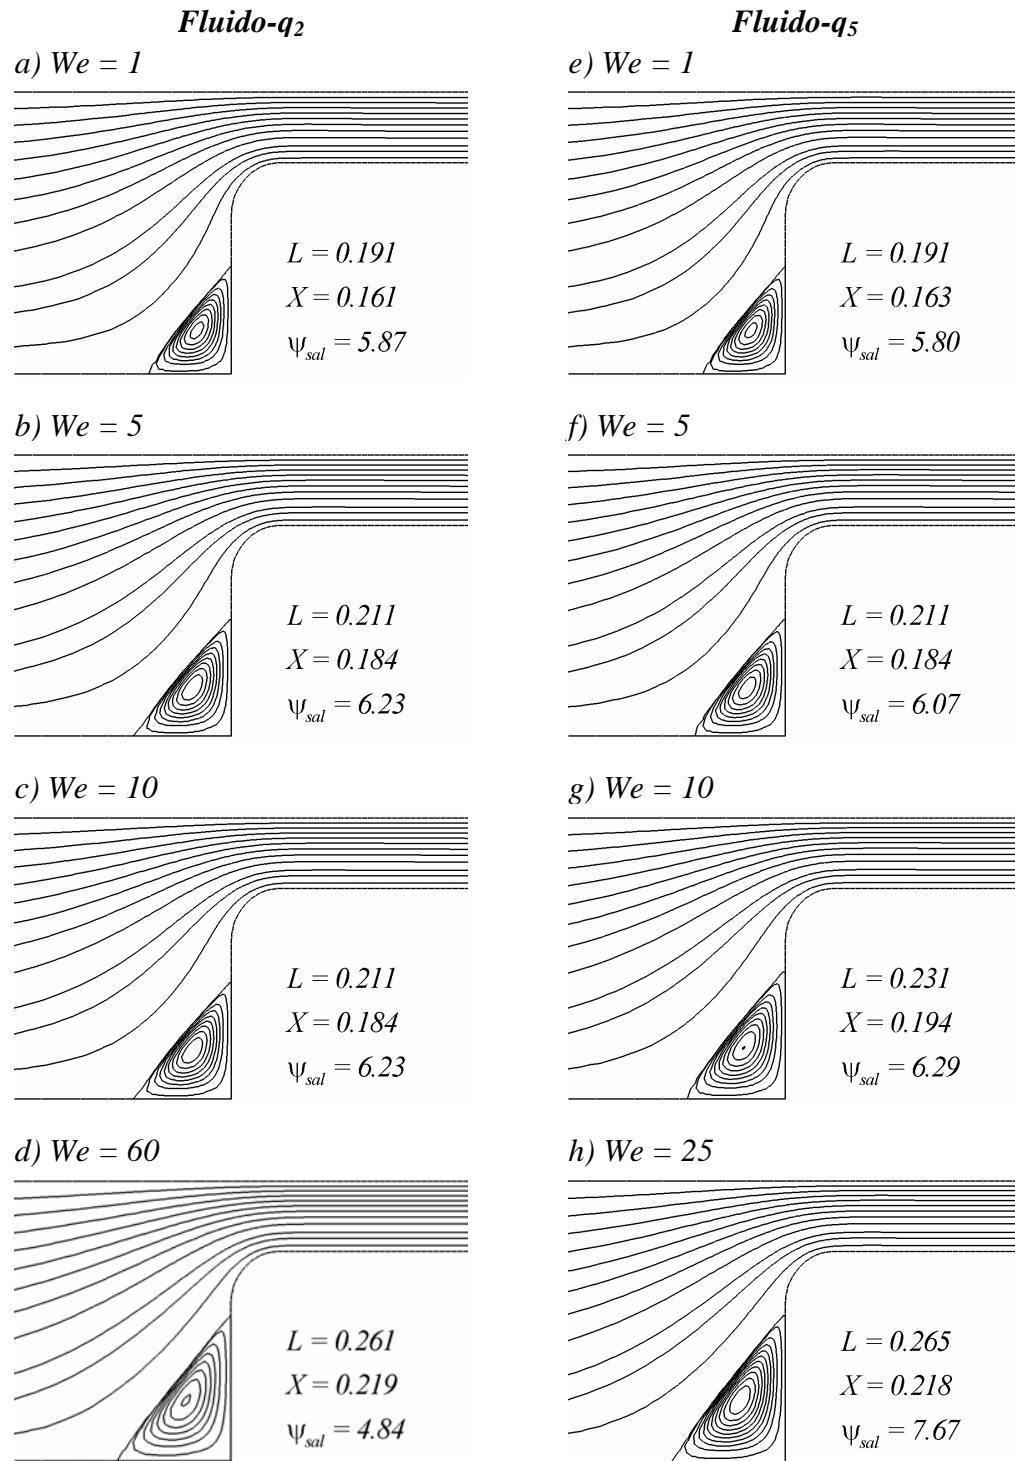 Fluido-q2
Fluido-q5
a) We = 1
e) We = 1
L = 0.191
X = 0.161
ψsal = 5.87
L = 0.191
X = 0.163
ψsal = 5.80
b) We = 5
f) We = 5
L = 0.211
X = 0.184
ψsal = 6.23
L = 0.211
X = 0.184
ψsal = 6.07
c) We = 10
g) We = 10
L = 0.211
X = 0.184
ψsal = 6.23
L = 0.231
X = 0.194
ψsal = 6.29
d) We = 60
h) We = 25
L = 0.261
X = 0.219
ψsal = 4.84
L = 0.265
X = 0.218
ψsal = 7.67